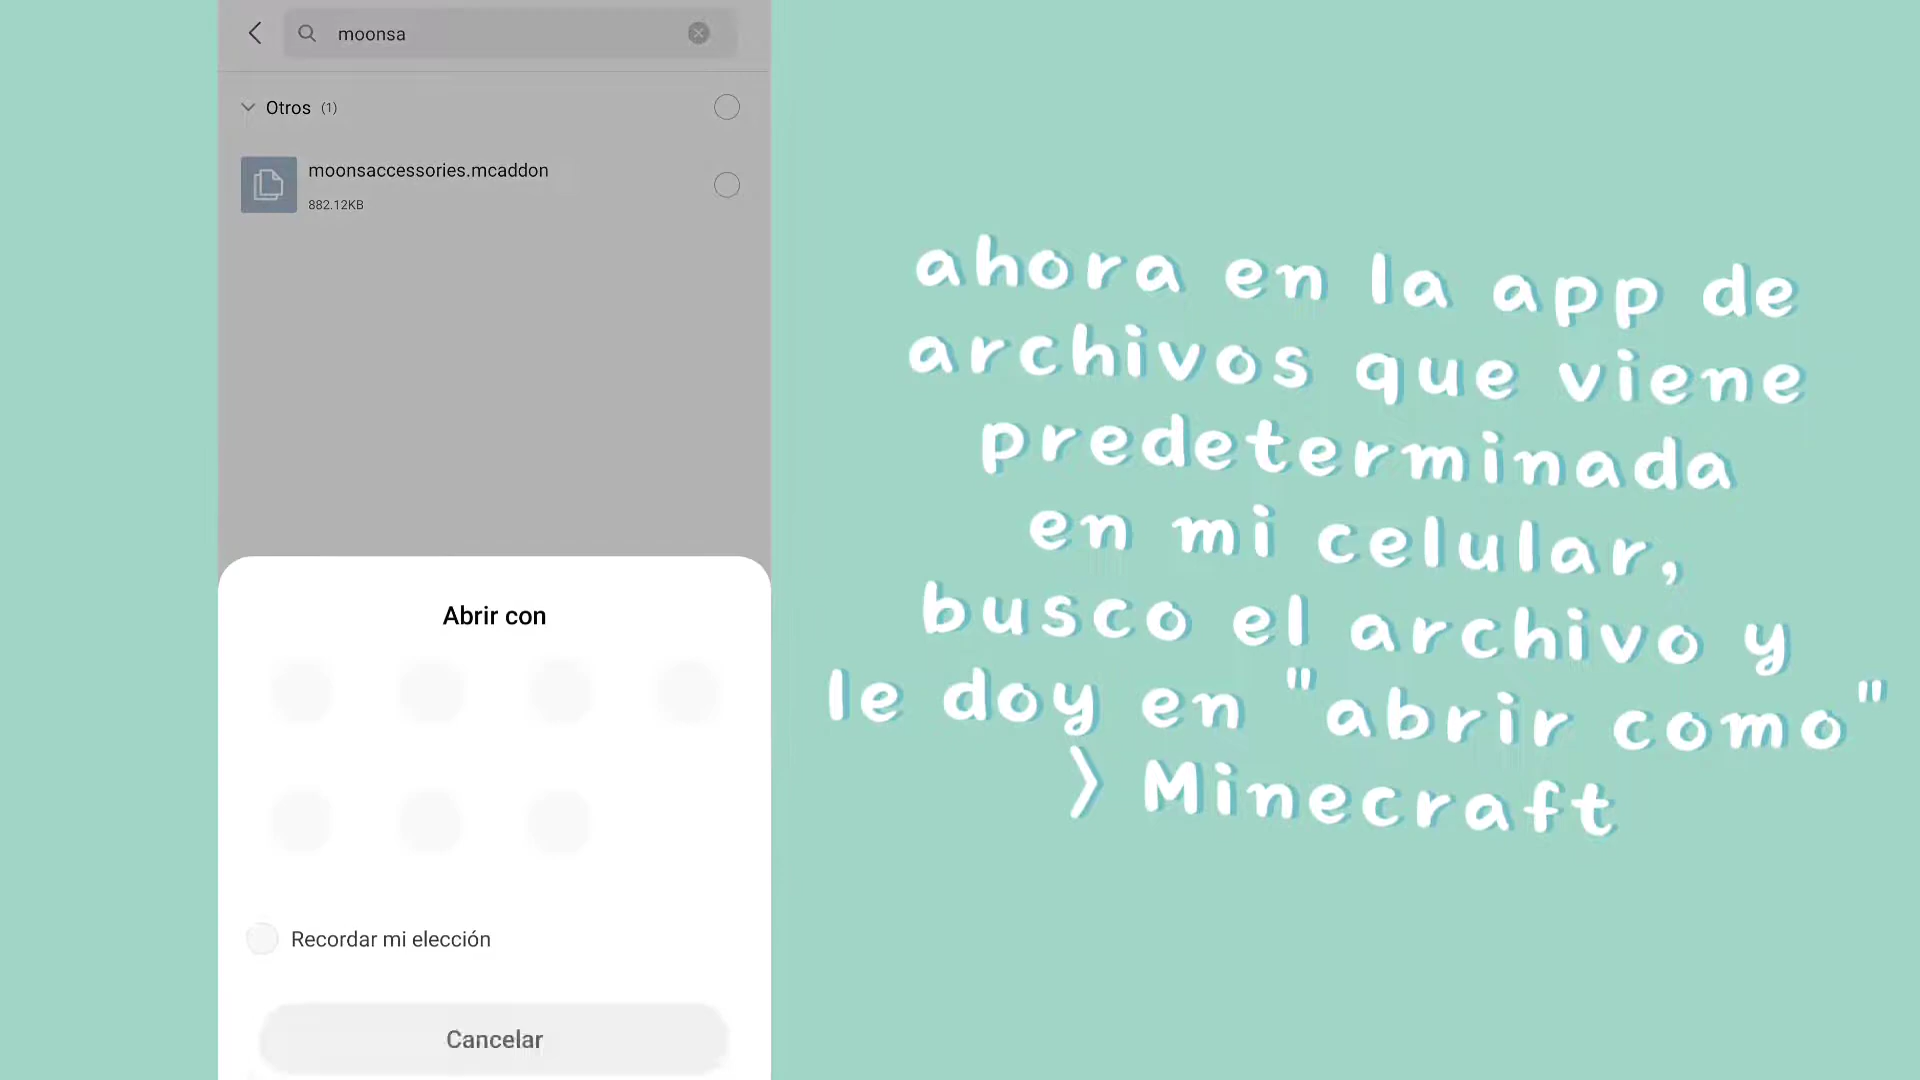 moonsa
Otros (1)
moonsaccessories.mcaddon
882.12KB
Abrir con
Recordar mi elección
Cancelar
ahora en la app de
archivos que viene
predeterminada
en mi celular,
busco el archivo y
le doy en "abrir como"
> Minecraft